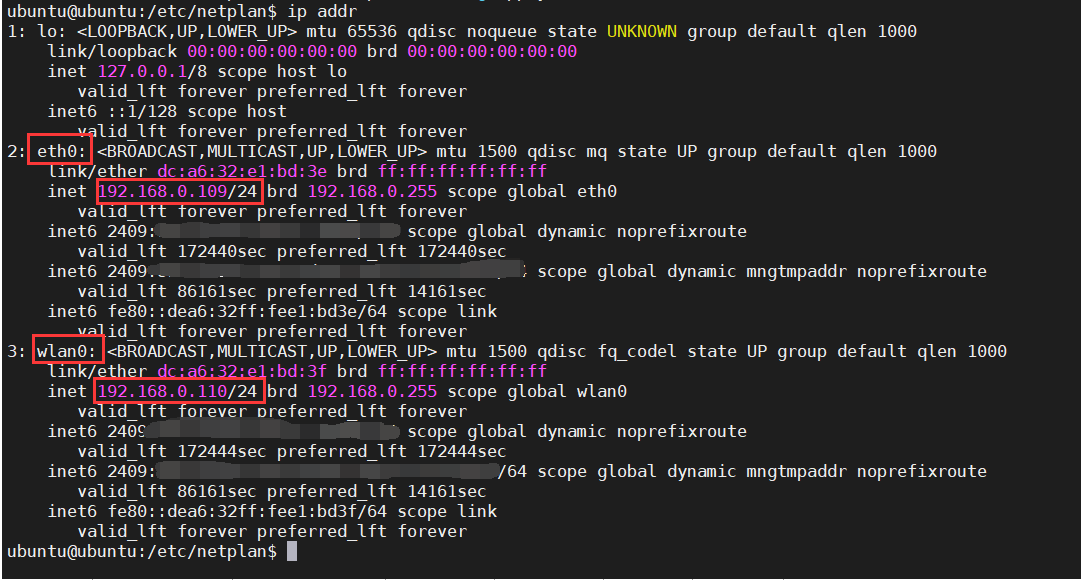 ubuntu@ubuntu:/etc/netplan$ ip addr
1: lo: <LOOPBACK,UP,LOWER_UP> mtu 65536 qdisc noqueue state UNKNOWN group default qlen 1000
link/loopback 00:00:00:00:00:00 brd 00:00:00:00:00:00
inet 127.0.0.1/8 scope host lo
valid_lft forever preferred_lft forever
inet6 ::1/128 scope host
valid_lft forever preferred_lft forever
2: eth0: <BROADCAST,MULTICAST,UP,LOWER_UP> mtu 1500 qdisc mq state UP group default qlen 1000
link/ether dc:a6:32:e1:bd:3e brd ff:ff:ff:ff:ff:ff
inet 192.168.0.109/24 brd 192.168.0.255 scope global eth0
valid_lft forever preferred_lft forever
inet6 2409: scope global dynamic noprefixroute
valid_lft 172440sec preferred_lft 172440sec
inet6 2409: scope global dynamic mngtmpaddr noprefixroute
valid_lft 86161sec preferred_lft 14161sec
inet6 fe80::dea6:32ff:fee1:bd3e/64 scope link
valid_lft forever preferred_lft forever
3: wlan0: <BROADCAST,MULTICAST,UP,LOWER_UP> mtu 1500 qdisc fq_codel state UP group default qlen 1000
link/ether dc:a6:32:e1:bd:3f brd ff:ff:ff:ff:ff:ff
inet 192.168.0.110/24 brd 192.168.0.255 scope global wlan0
valid_lft forever preferred_lft forever
inet6 2409 scope global dynamic noprefixroute
valid_lft 172444sec preferred_lft 172444sec
inet6 2409: /64 scope global dynamic mngtmpaddr noprefixroute
valid_lft 86161sec preferred_lft 14161sec
inet6 fe80::dea6:32ff:fee1:bd3f/64 scope link
valid_lft forever preferred_lft forever
ubuntu@ubuntu:/etc/netplan$